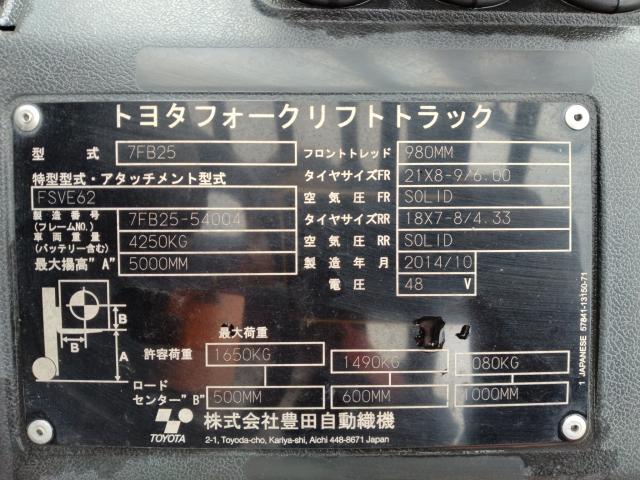 トヨタフォークリフトトラック
型式 7FB25 フロントトレッド 980MM
特型型式・アタッチメント型式 タイヤサイズFR 21X8-9/6.00
FSVE62 空気圧FR SOLID
製造番号 (フレームNO.) 7FB25-54004 タイヤサイズRR 18X7-8/4.33
車両重量 (バッテリー含む) 4250KG 空気圧RR SOLID
最大揚高"A" 5000MM 製造年月 2014/10
電圧 48 V
B
B
A
最大荷重
許容荷重 1650KG 1490KG 1080KG
ロードセンター"B" 500MM 600MM 1000MM
TOYOTA 株式会社豊田自動織機
2-1, Toyoda-cho, Kariya-shi, Aichi 448-8671 Japan
1 JAPANESE 57841-13150-71